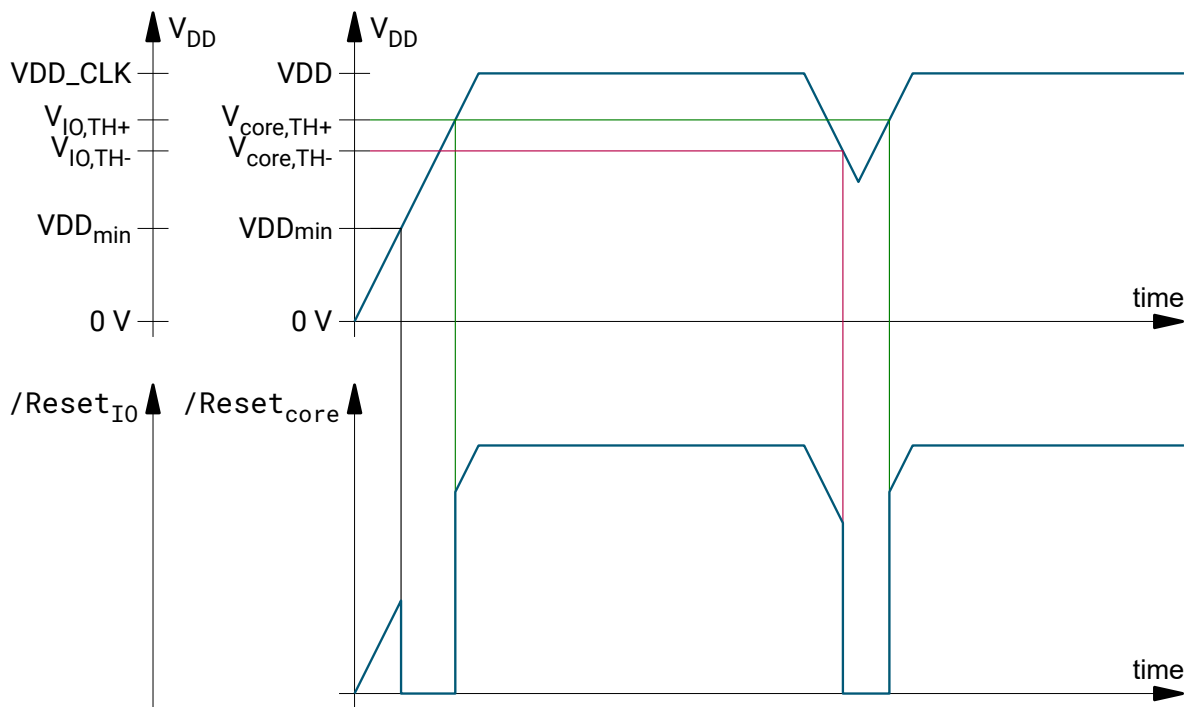 V_DD V_DD
VDD_CLK VDD
V_IO,TH+ V_core,TH+
V_IO,TH- V_core,TH-
VDD_min VDDmin
time
0 V 0 V
/Reset_IO /Reset_core
time